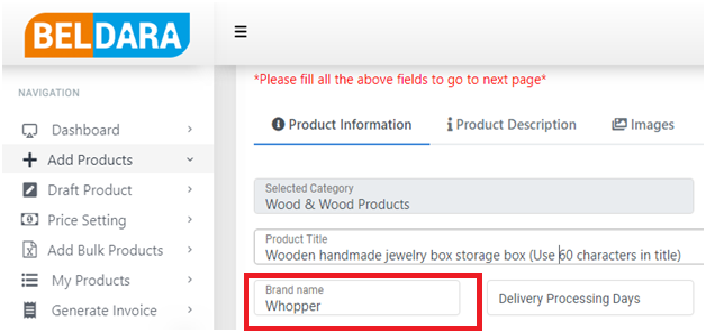 BELDARA
NAVIGATION
Dashboard
Add Products
Draft Product
Price Setting
Add Bulk Products
My Products
Generate Invoice
*Please fill all the above fields to go to next page*
Product Information
Product Description
Images
Selected Category
Wood & Wood Products
Product Title
Wooden handmade jewelry box storage box (Use 60 characters in title)
Brand name
Whopper
Delivery Processing Days